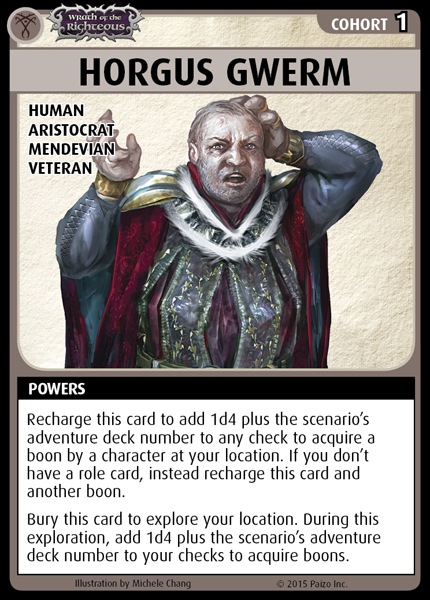 Wrath of the
Righteous
COHORT 1
HORGUS GWERM
HUMAN
ARISTOCRAT
MENDEVIAN
VETERAN
POWERS
Recharge this card to add 1d4 plus the scenario’s
adventure deck number to any check to acquire a
boon by a character at your location. If you don’t
have a role card, instead recharge this card and
another boon.
Bury this card to explore your location. During this
exploration, add 1d4 plus the scenario’s adventure
deck number to your checks to acquire boons.
Illustration by Michele Chang
© 2015 Paizo Inc.